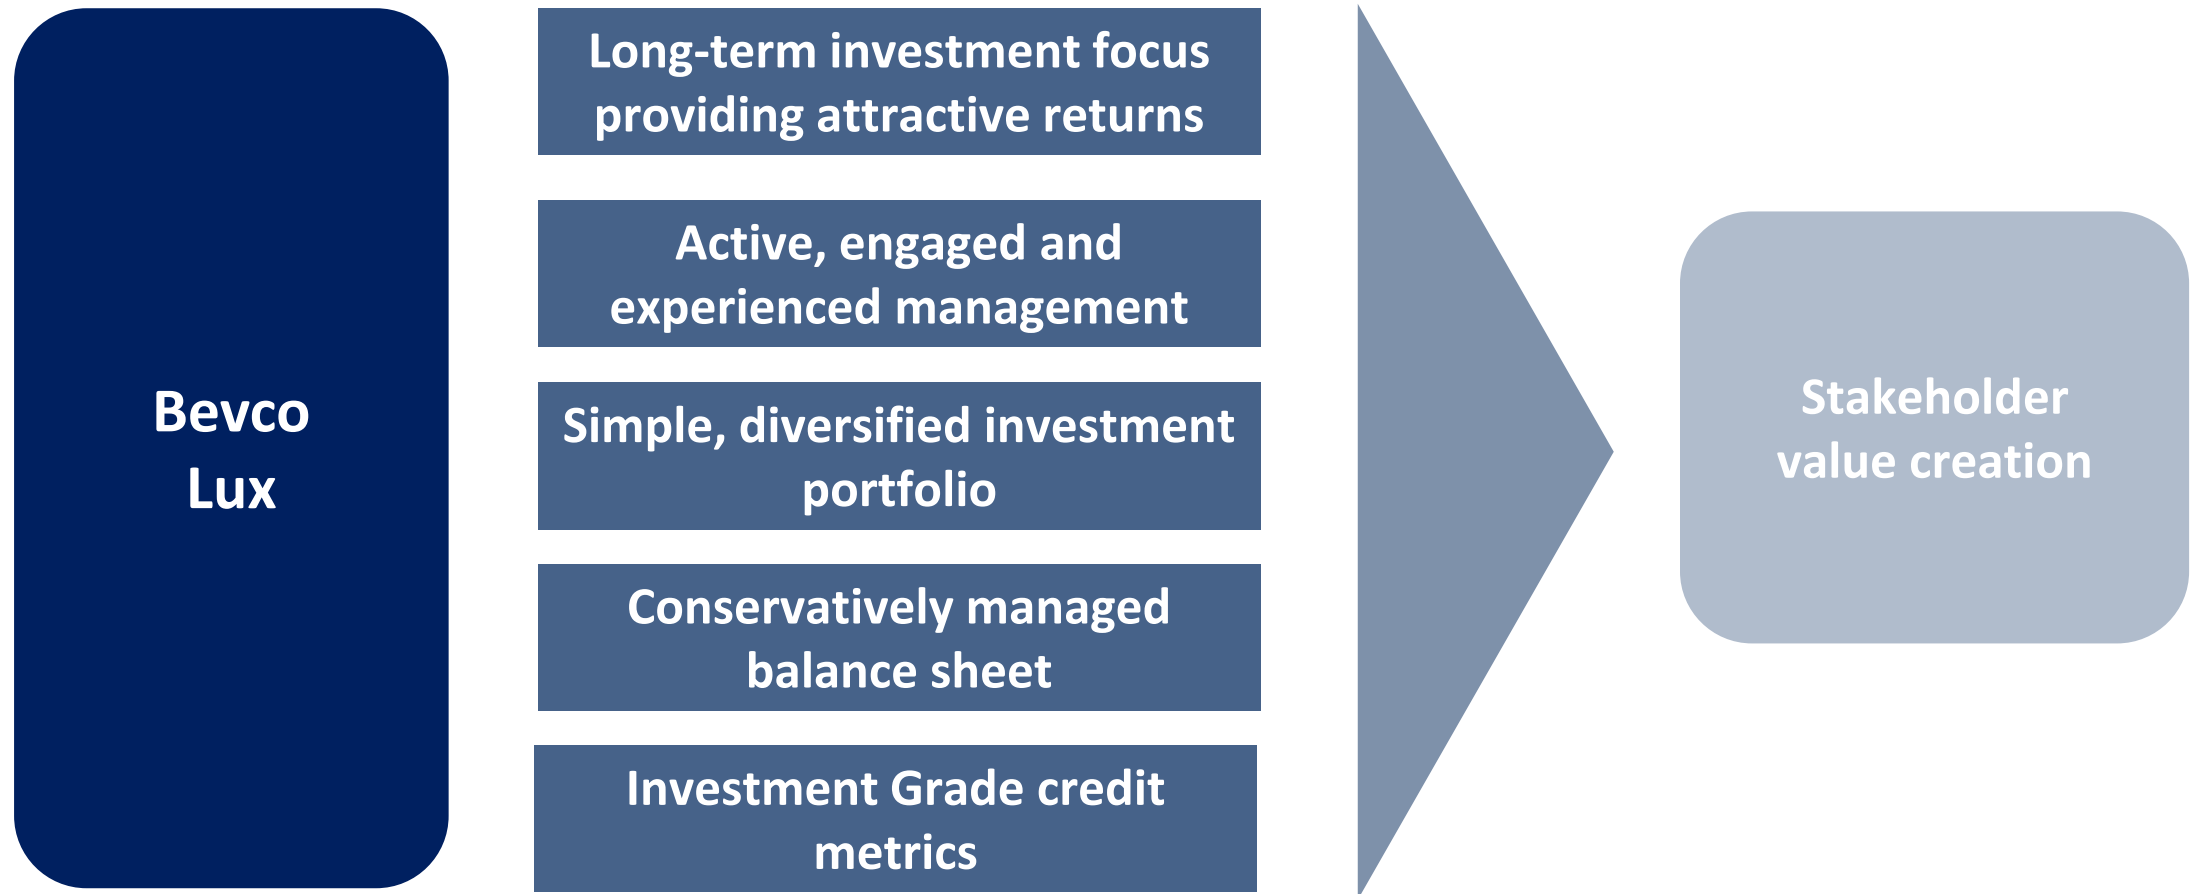 Bevco
Lux
Long-term investment focus
providing attractive returns
Active, engaged and
experienced management
Simple, diversified investment
portfolio
Conservatively managed
balance sheet
Investment Grade credit
metrics
Stakeholder
value creation